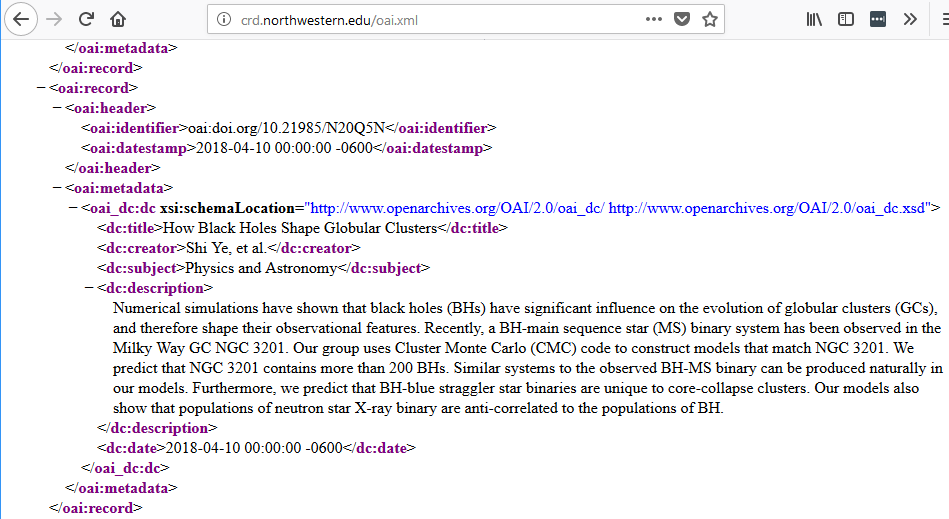 crd.northwestern.edu/oai.xml
</oai:metadata>
</oai:record>
−<oai:record>
−<oai:header>
<oai:identifier>oai:doi.org/10.21985/N20Q5N</oai:identifier>
<oai:datestamp>2018-04-10 00:00:00 -0600</oai:datestamp>
</oai:header>
−<oai:metadata>
−<oai_dc:dc xsi:schemaLocation="http://www.openarchives.org/OAI/2.0/oai_dc/ http://www.openarchives.org/OAI/2.0/oai_dc.xsd">
<dc:title>How Black Holes Shape Globular Clusters</dc:title>
<dc:creator>Shi Ye, et al.</dc:creator>
<dc:subject>Physics and Astronomy</dc:subject>
−<dc:description>
Numerical simulations have shown that black holes (BHs) have significant influence on the evolution of globular clusters (GCs),
and therefore shape their observational features. Recently, a BH-main sequence star (MS) binary system has been observed in the
Milky Way GC NGC 3201. Our group uses Cluster Monte Carlo (CMC) code to construct models that match NGC 3201. We
predict that NGC 3201 contains more than 200 BHs. Similar systems to the observed BH-MS binary can be produced naturally in
our models. Furthermore, we predict that BH-blue straggler star binaries are unique to core-collapse clusters. Our models also
show that populations of neutron star X-ray binary are anti-correlated to the populations of BH.
</dc:description>
<dc:date>2018-04-10 00:00:00 -0600</dc:date>
</oai_dc:dc>
</oai:metadata>
</oai:record>